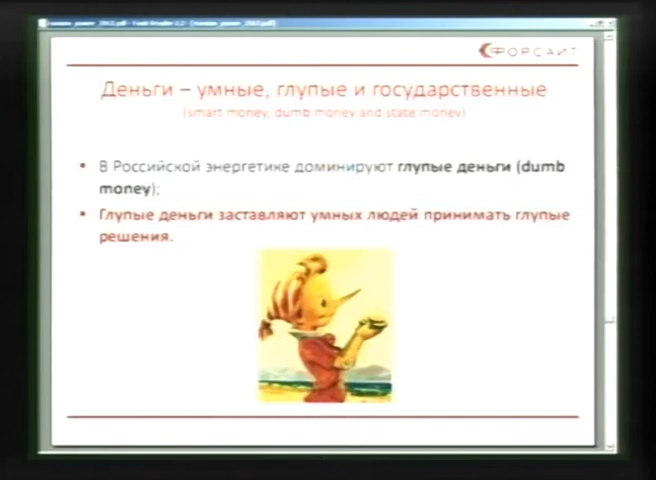 ФОРСАЙТ
Деньги – умные, глупые и государственные
(smart money, dumb money and state money)
• В Российской энергетике доминируют глупые деньги (dumb
money);
• Глупые деньги заставляют умных людей принимать глупые
решения.